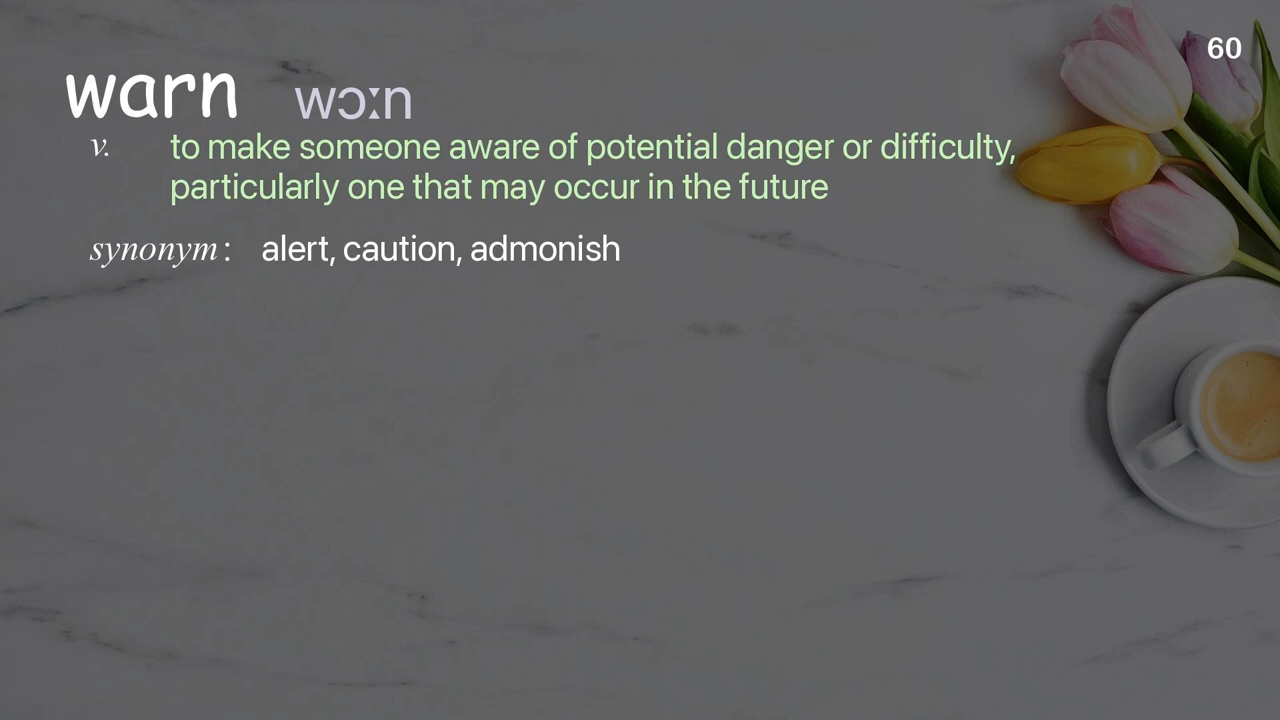 60
warn wɔːn
v. to make someone aware of potential danger or difficulty,
particularly one that may occur in the future
synonym : alert, caution, admonish